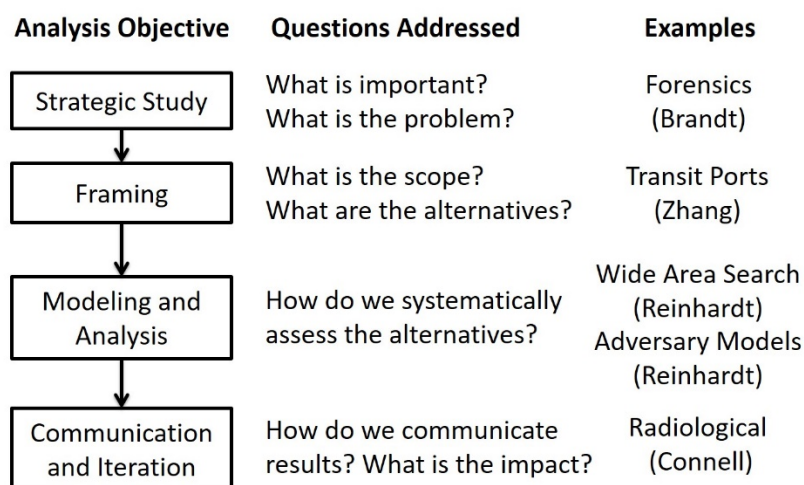 Analysis Objective Questions Addressed Examples
Strategic Study
What is important?
What is the problem?
Forensics
(Brandt)
Framing
What is the scope?
What are the alternatives?
Transit Ports
(Zhang)
Modeling and
Analysis
How do we systematically
assess the alternatives?
Wide Area Search
(Reinhardt)
Adversary Models
(Reinhardt)
Communication
and Iteration
How do we communicate
results? What is the impact?
Radiological
(Connell)